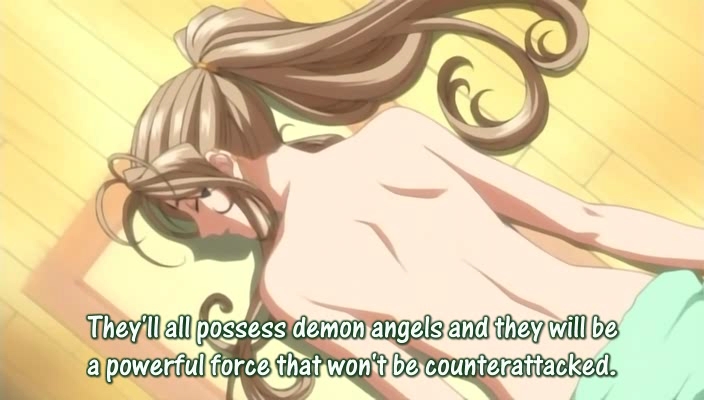 They'll all possess demon angels and they will be
a powerful force that won't be counterattacked.